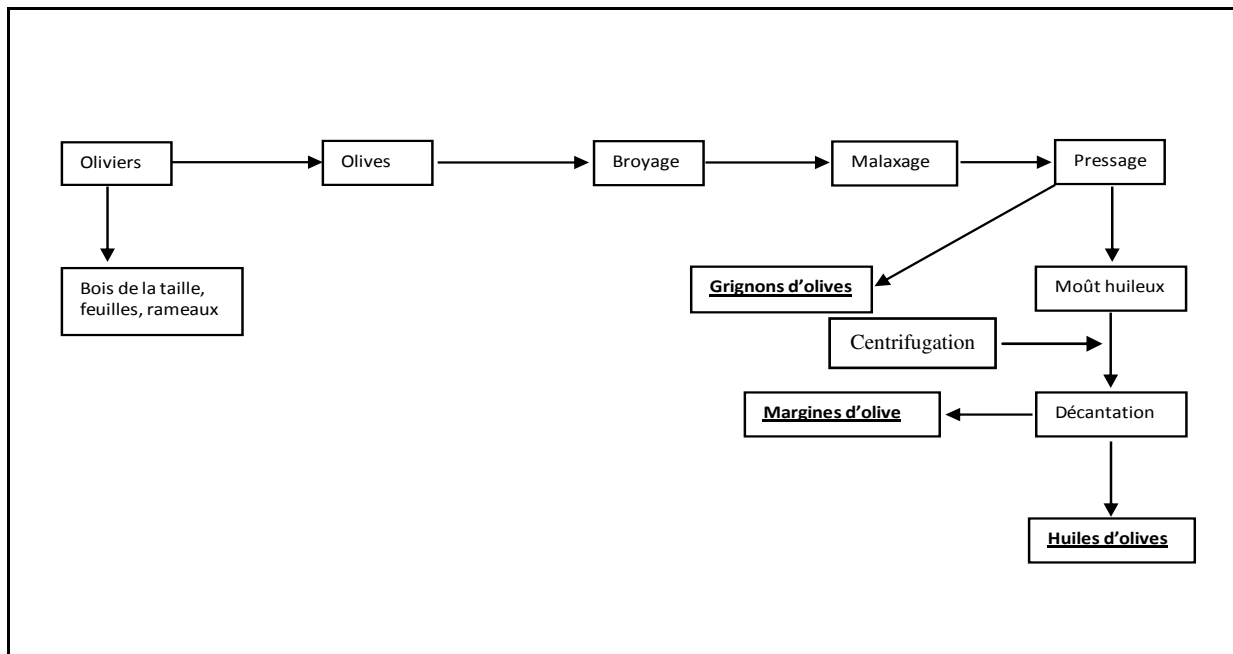 Oliviers
Olives
Broyage
Malaxage
Pressage
Bois de la taille,
feuilles, rameaux
Grignons d’olives
Moût huileux
Centrifugation
Margines d’olive
Décantation
Huiles d’olives